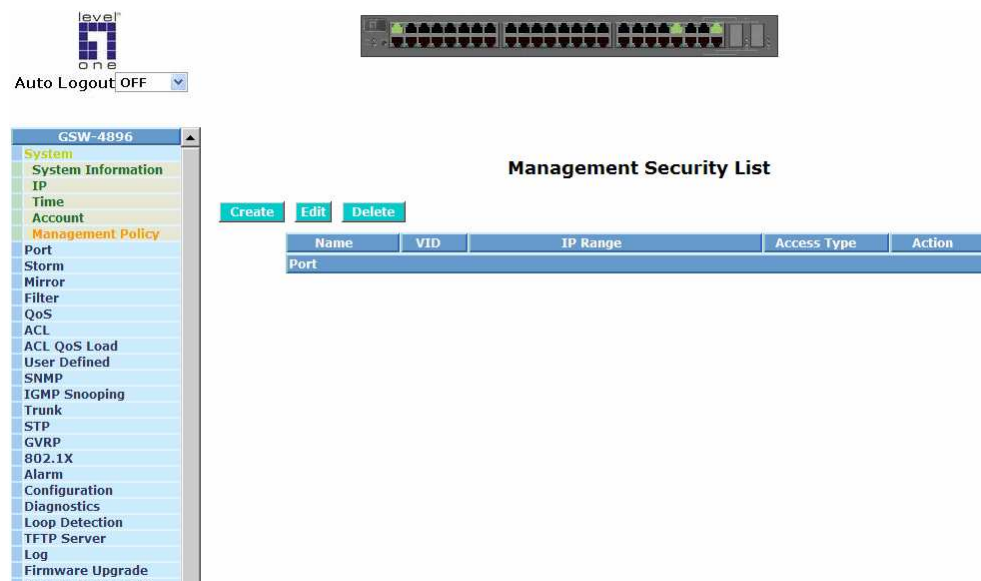 level
one
Auto Logout OFF
GSW-4896
System
System Information
IP
Time
Account
Management Policy
Port
Storm
Mirror
Filter
QoS
ACL
ACL QoS Load
User Defined
SNMP
IGMP Snooping
Trunk
STP
GVRP
802.1X
Alarm
Configuration
Diagnostics
Loop Detection
TFTP Server
Log
Firmware Upgrade
Management Security List
Create Edit Delete
Name VID IP Range Access Type Action
Port